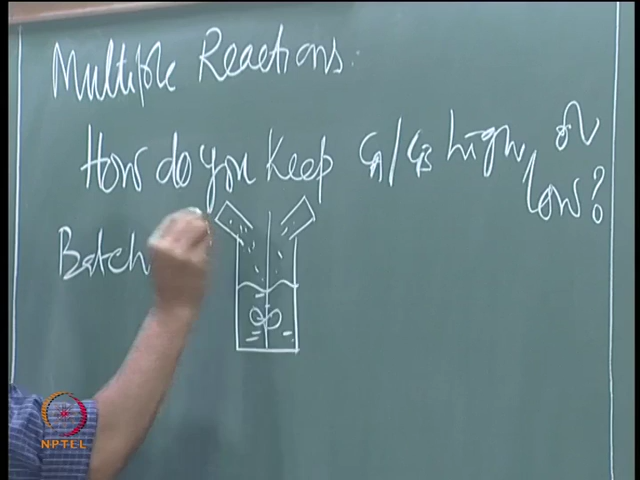 Multiple Reactions.
How do you keep CA/CB high, or low?
Batch
NPTEL